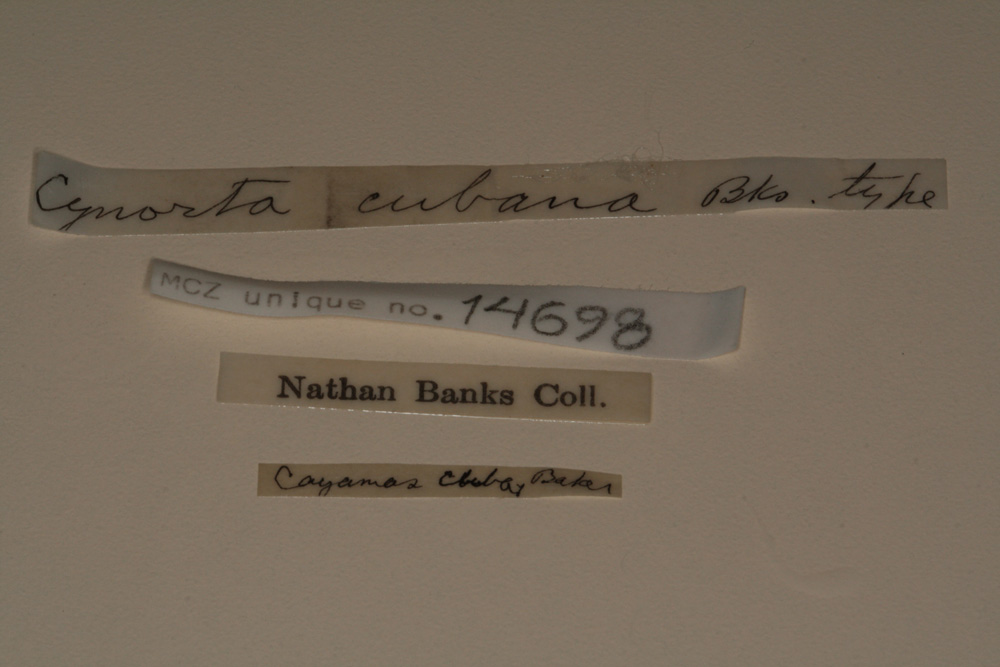 Cynorta cubana Bks. type
MCZ unique no. 14698
Nathan Banks Coll.
Cayamas Cuba, Baker